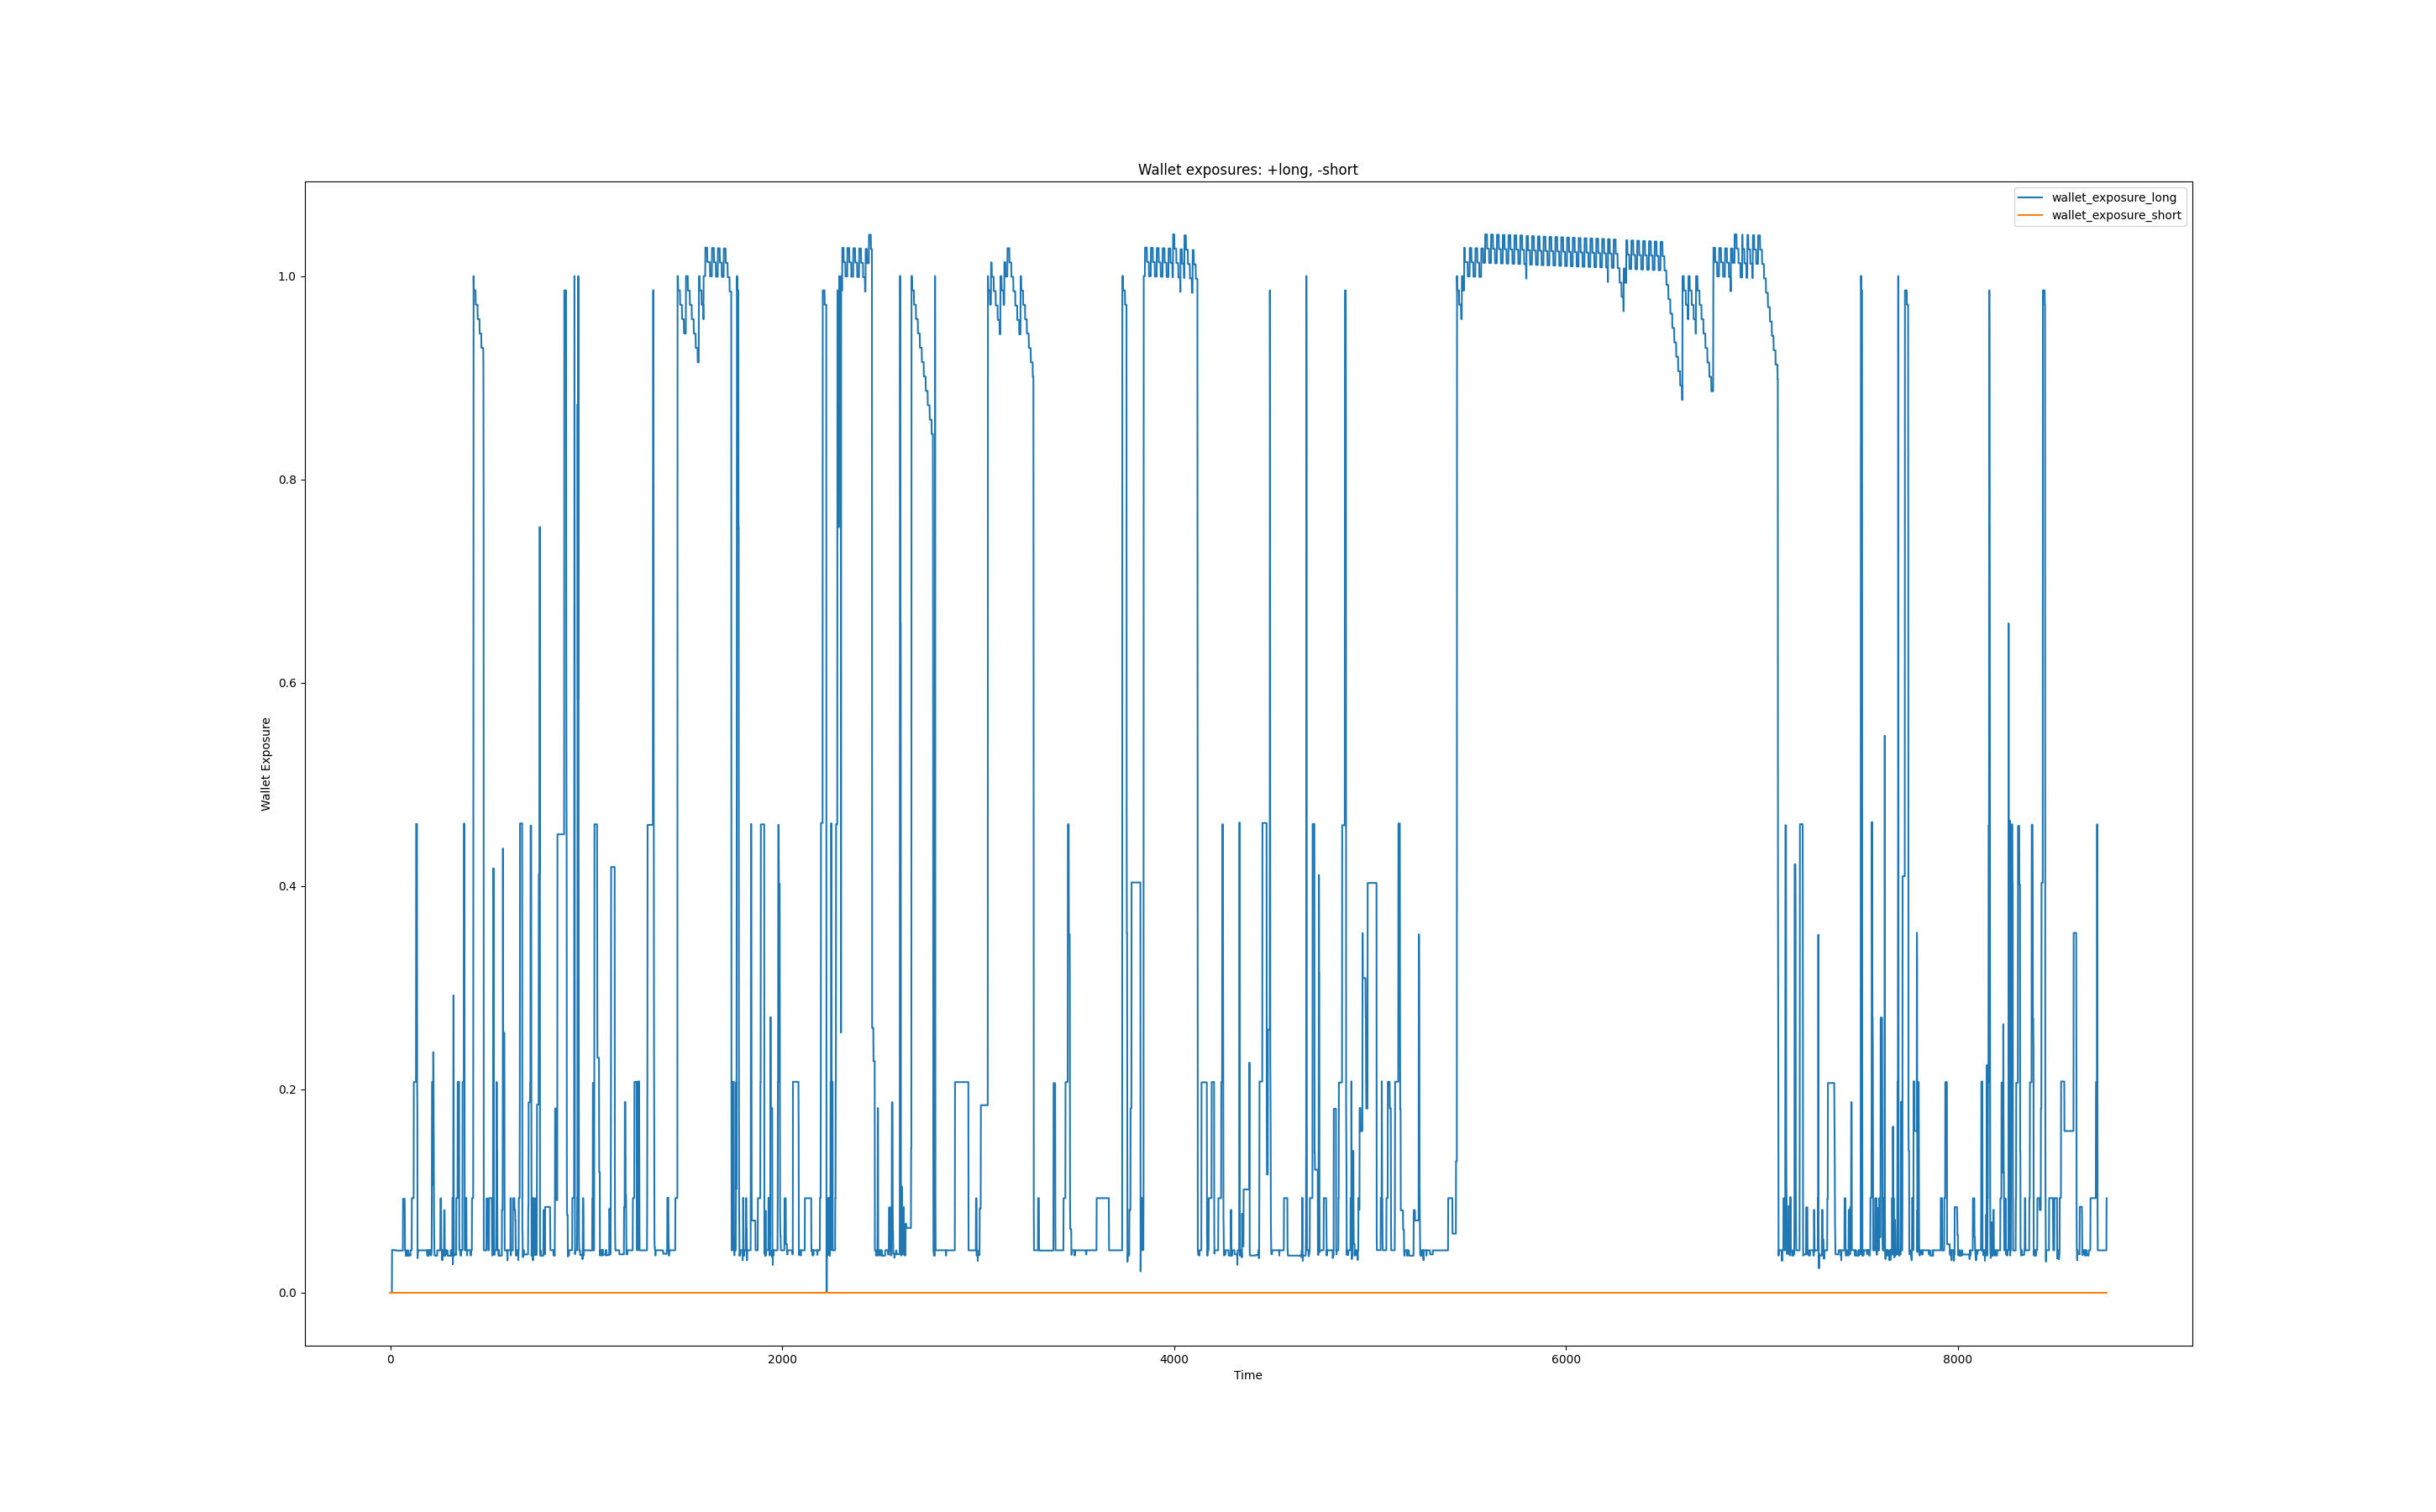 Wallet exposures: +long, -short
wallet_exposure_long
wallet_exposure_short
1.0
0.8
0.6
0.4
0.2
0.0
Wallet Exposure
0 2000 4000 6000 8000
Time